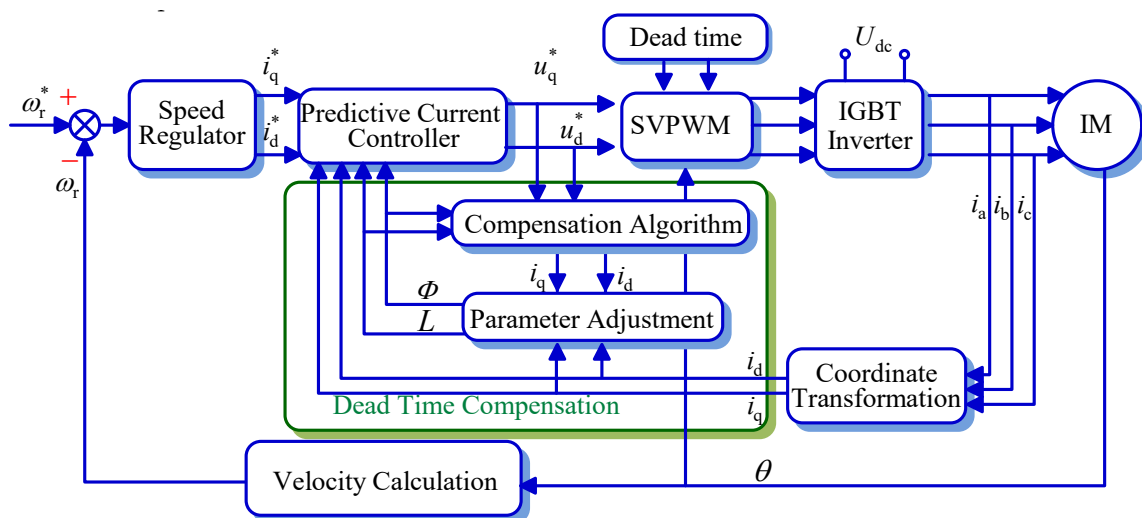 Dead time
U_dc
ω_r^*
+
−
ω_r
Speed
Regulator
i_q^*
i_d^*
Predictive Current
Controller
u_q^*
u_d^*
SVPWM
IGBT
Inverter
IM
i_a
i_b
i_c
Compensation Algorithm
i_q
i_d
Φ
L
Parameter Adjustment
i_d
i_q
Coordinate
Transformation
Dead Time Compensation
Velocity Calculation
θ